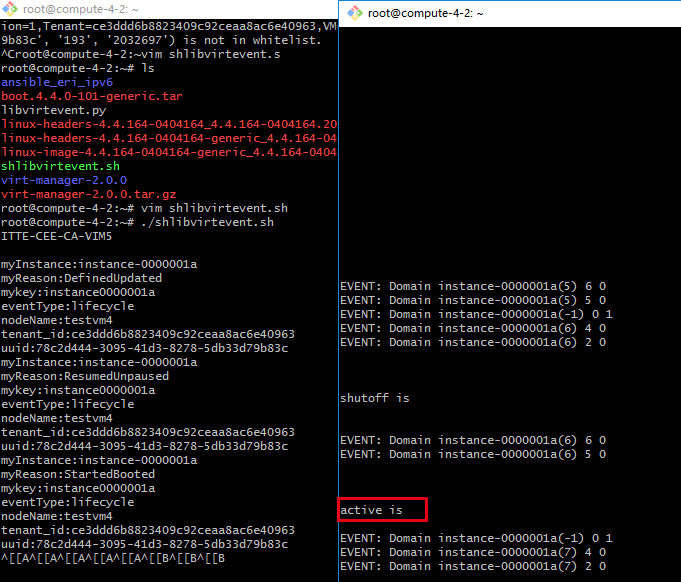 root@compute-4-2: ~
ion=1,Tenant=ce3ddd6b8823409c92ceaa8ac6e40963,VM
9b83c', '193', '2032697') is not in whitelist.
^Croot@compute-4-2:~vim shlibvirtevent.s
root@compute-4-2:~# ls
ansible_eri_ipv6
boot.4.4.0-101-generic.tar
libvirtevent.py
linux-headers-4.4.164-0404164_4.4.164-0404164.20
linux-headers-4.4.164-0404164-generic_4.4.164-04
linux-image-4.4.164-0404164-generic_4.4.164-0404
shlibvirtevent.sh
virt-manager-2.0.0
virt-manager-2.0.0.tar.gz
root@compute-4-2:~# vim shlibvirtevent.sh
root@compute-4-2:~# ./shlibvirtevent.sh
ITTE-CEE-CA-VIM5
myInstance:instance-0000001a
myReason:DefinedUpdated
mykey:instance0000001a
eventType:lifecycle
nodeName:testvm4
tenant_id:ce3ddd6b8823409c92ceaa8ac6e40963
uuid:78c2d444-3095-41d3-8278-5db33d79b83c
myInstance:instance-0000001a
myReason:ResumedUnpaused
mykey:instance0000001a
eventType:lifecycle
nodeName:testvm4
tenant_id:ce3ddd6b8823409c92ceaa8ac6e40963
uuid:78c2d444-3095-41d3-8278-5db33d79b83c
myInstance:instance-0000001a
myReason:StartedBooted
mykey:instance0000001a
eventType:lifecycle
nodeName:testvm4
tenant_id:ce3ddd6b8823409c92ceaa8ac6e40963
uuid:78c2d444-3095-41d3-8278-5db33d79b83c
^[[A^[[A^[[A^[[A^[[A^[[B^[[B^[[B
root@compute-4-2: ~
EVENT: Domain instance-0000001a(5) 6 0
EVENT: Domain instance-0000001a(5) 5 0
EVENT: Domain instance-0000001a(-1) 0 1
EVENT: Domain instance-0000001a(6) 4 0
EVENT: Domain instance-0000001a(6) 2 0
shutoff is
EVENT: Domain instance-0000001a(6) 6 0
EVENT: Domain instance-0000001a(6) 5 0
active is
EVENT: Domain instance-0000001a(-1) 0 1
EVENT: Domain instance-0000001a(7) 4 0
EVENT: Domain instance-0000001a(7) 2 0